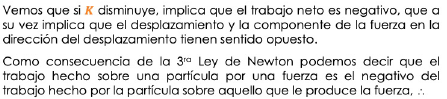 Vemos que si K disminuye, implica que el trabajo neto es negativo, que a
su vez implica que el desplazamiento y la componente de la fuerza en la
dirección del desplazamiento tienen sentido opuesto.
Como consecuencia de la 3ra Ley de Newton podemos decir que el
trabajo hecho sobre una partícula por una fuerza es el negativo del
trabajo hecho por la partícula sobre aquello que le produce la fuerza, ∴